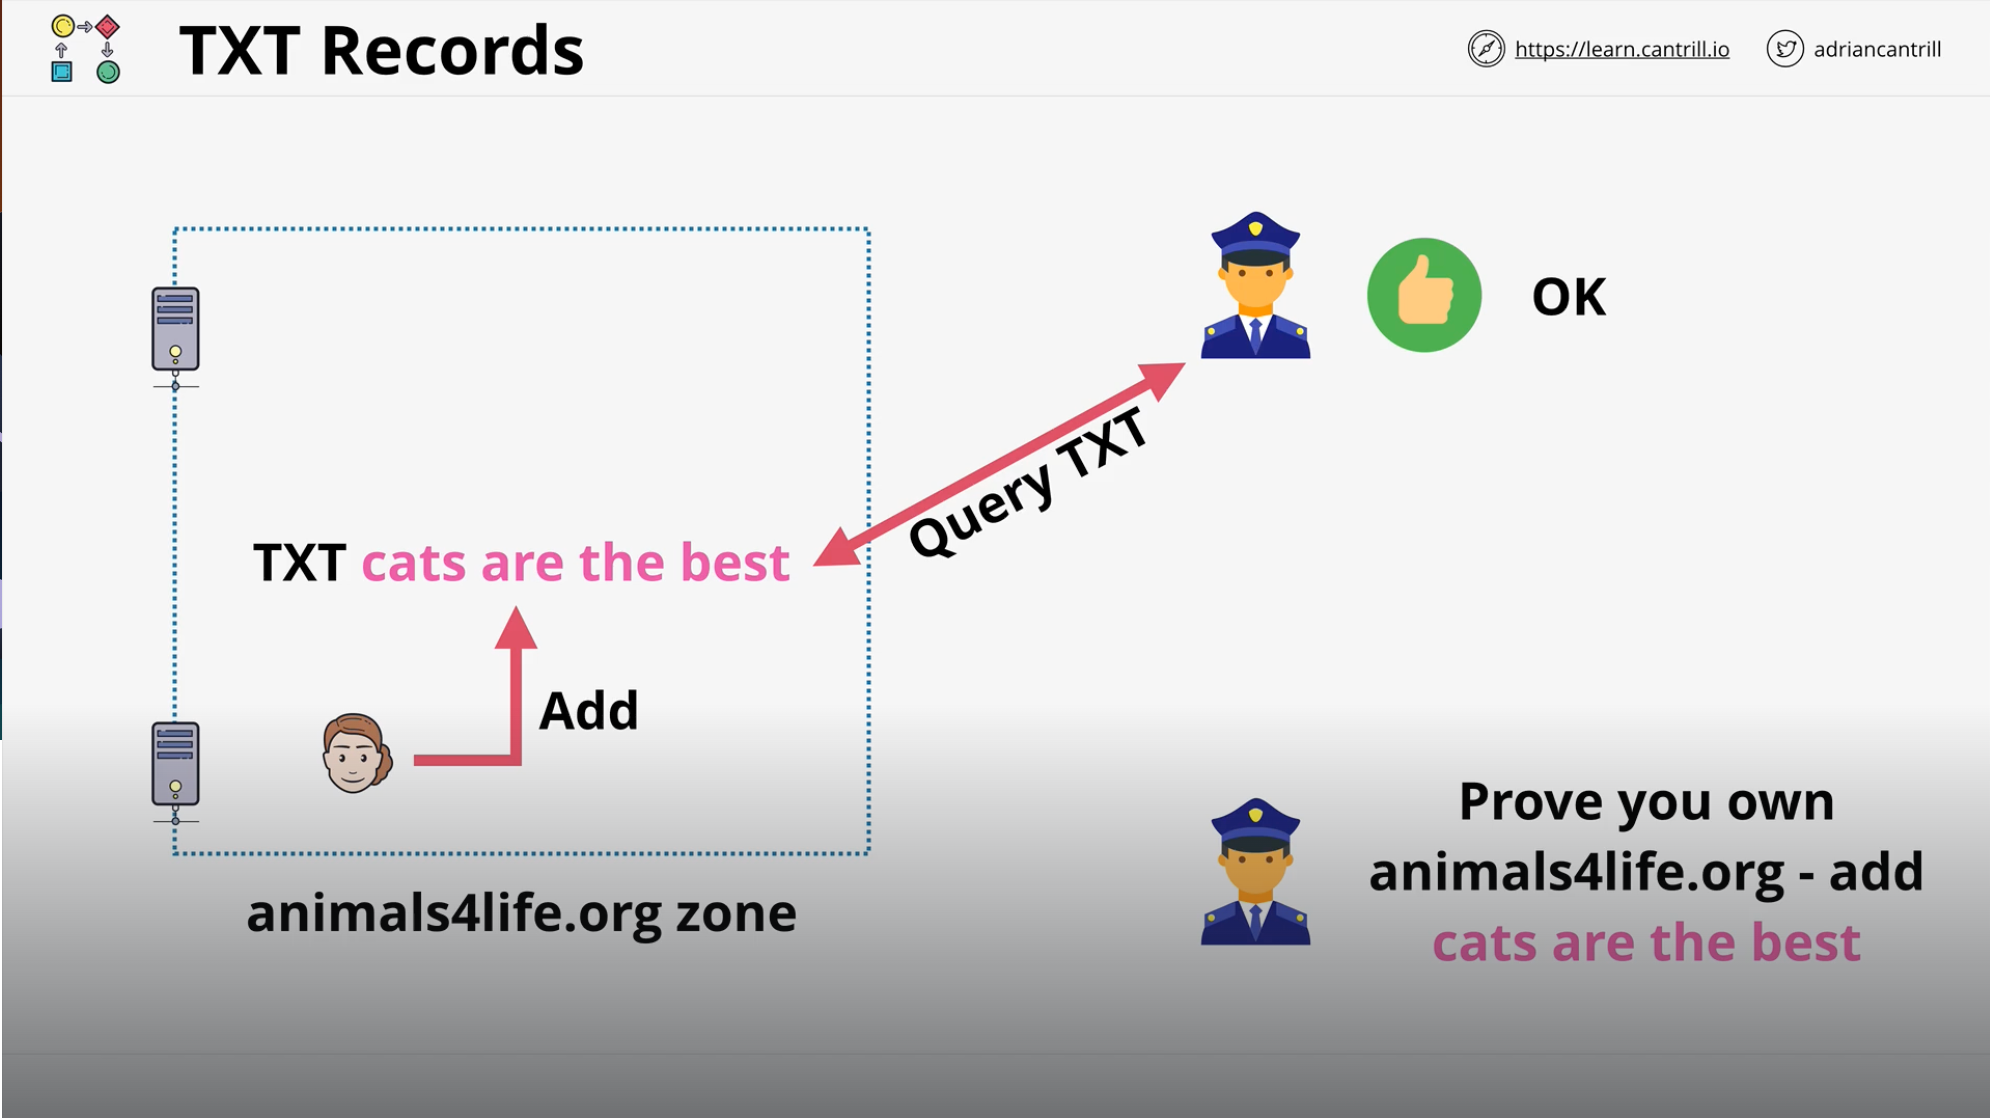 TXT Records
https://learn.cantrill.io
adriancantrill
OK
Query TXT
TXT cats are the best
Add
animals4life.org zone
Prove you own
animals4life.org - add
cats are the best